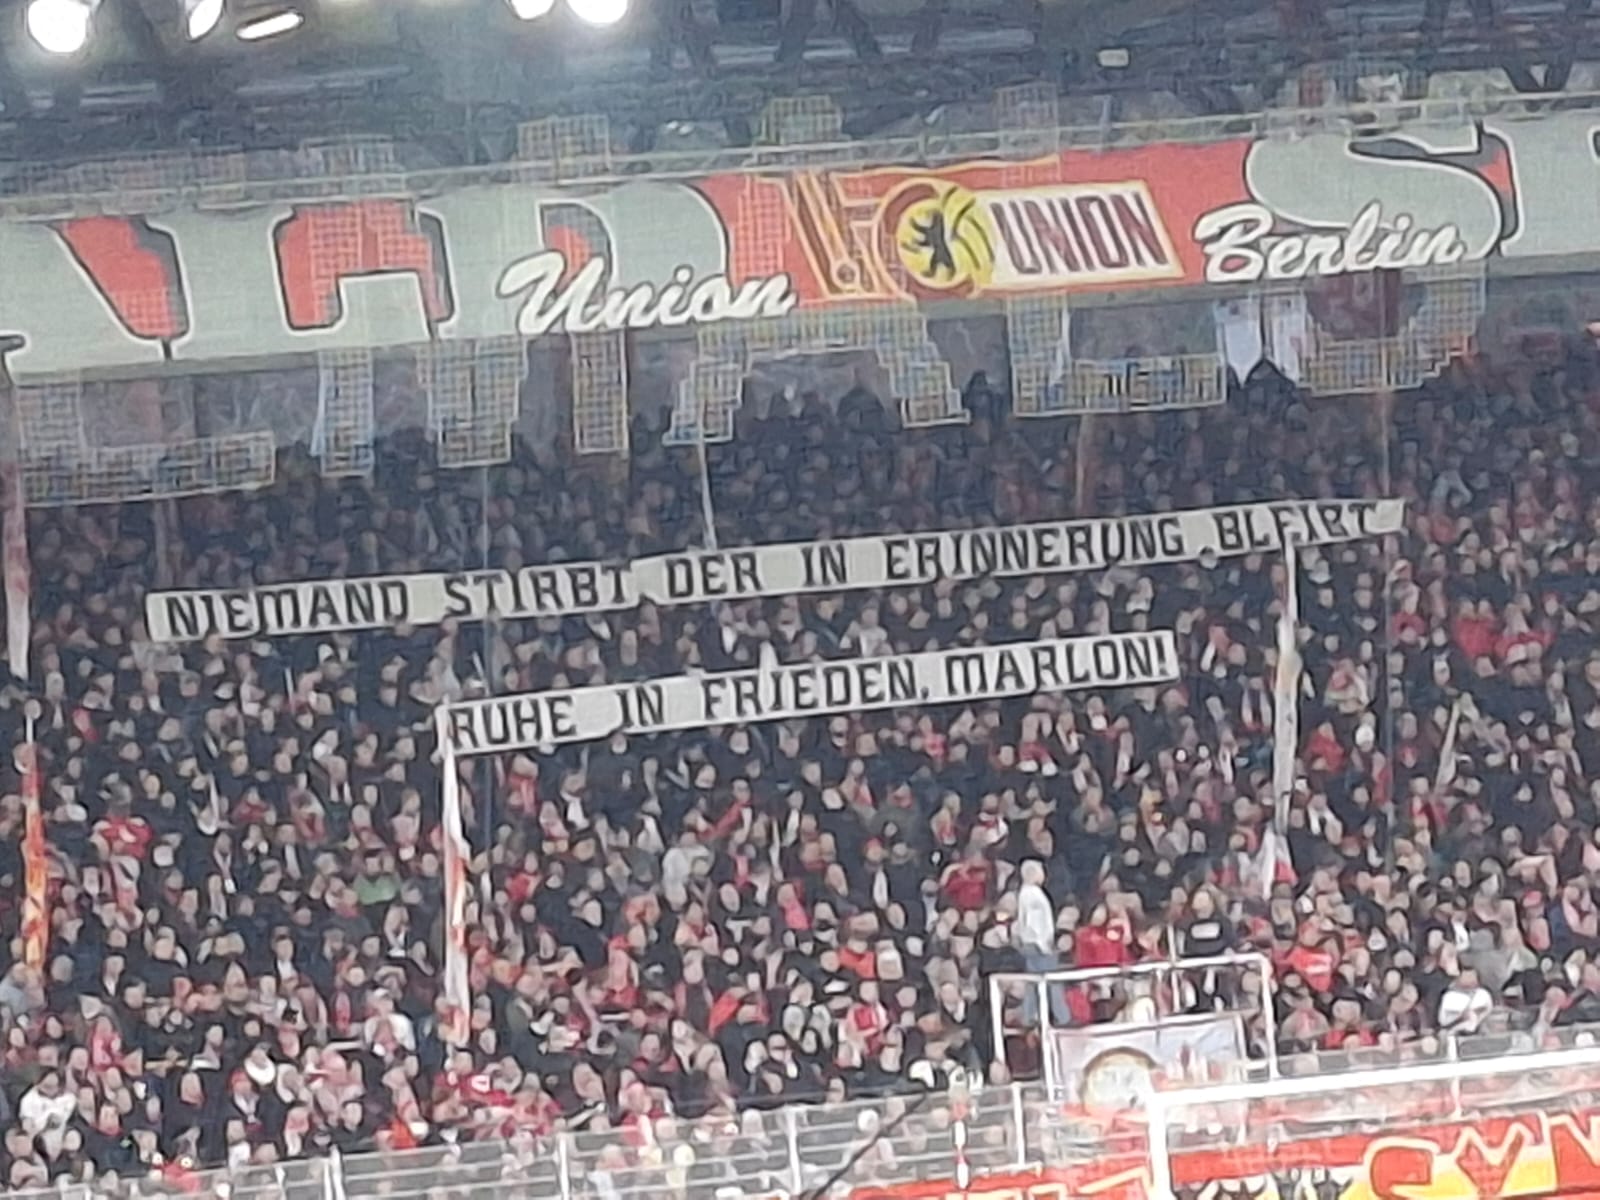 Union UNION Berlin
NIEMAND STIRBT DER IN ERINNERUNG BLEIBT
RUHE IN FRIEDEN, MARLON!